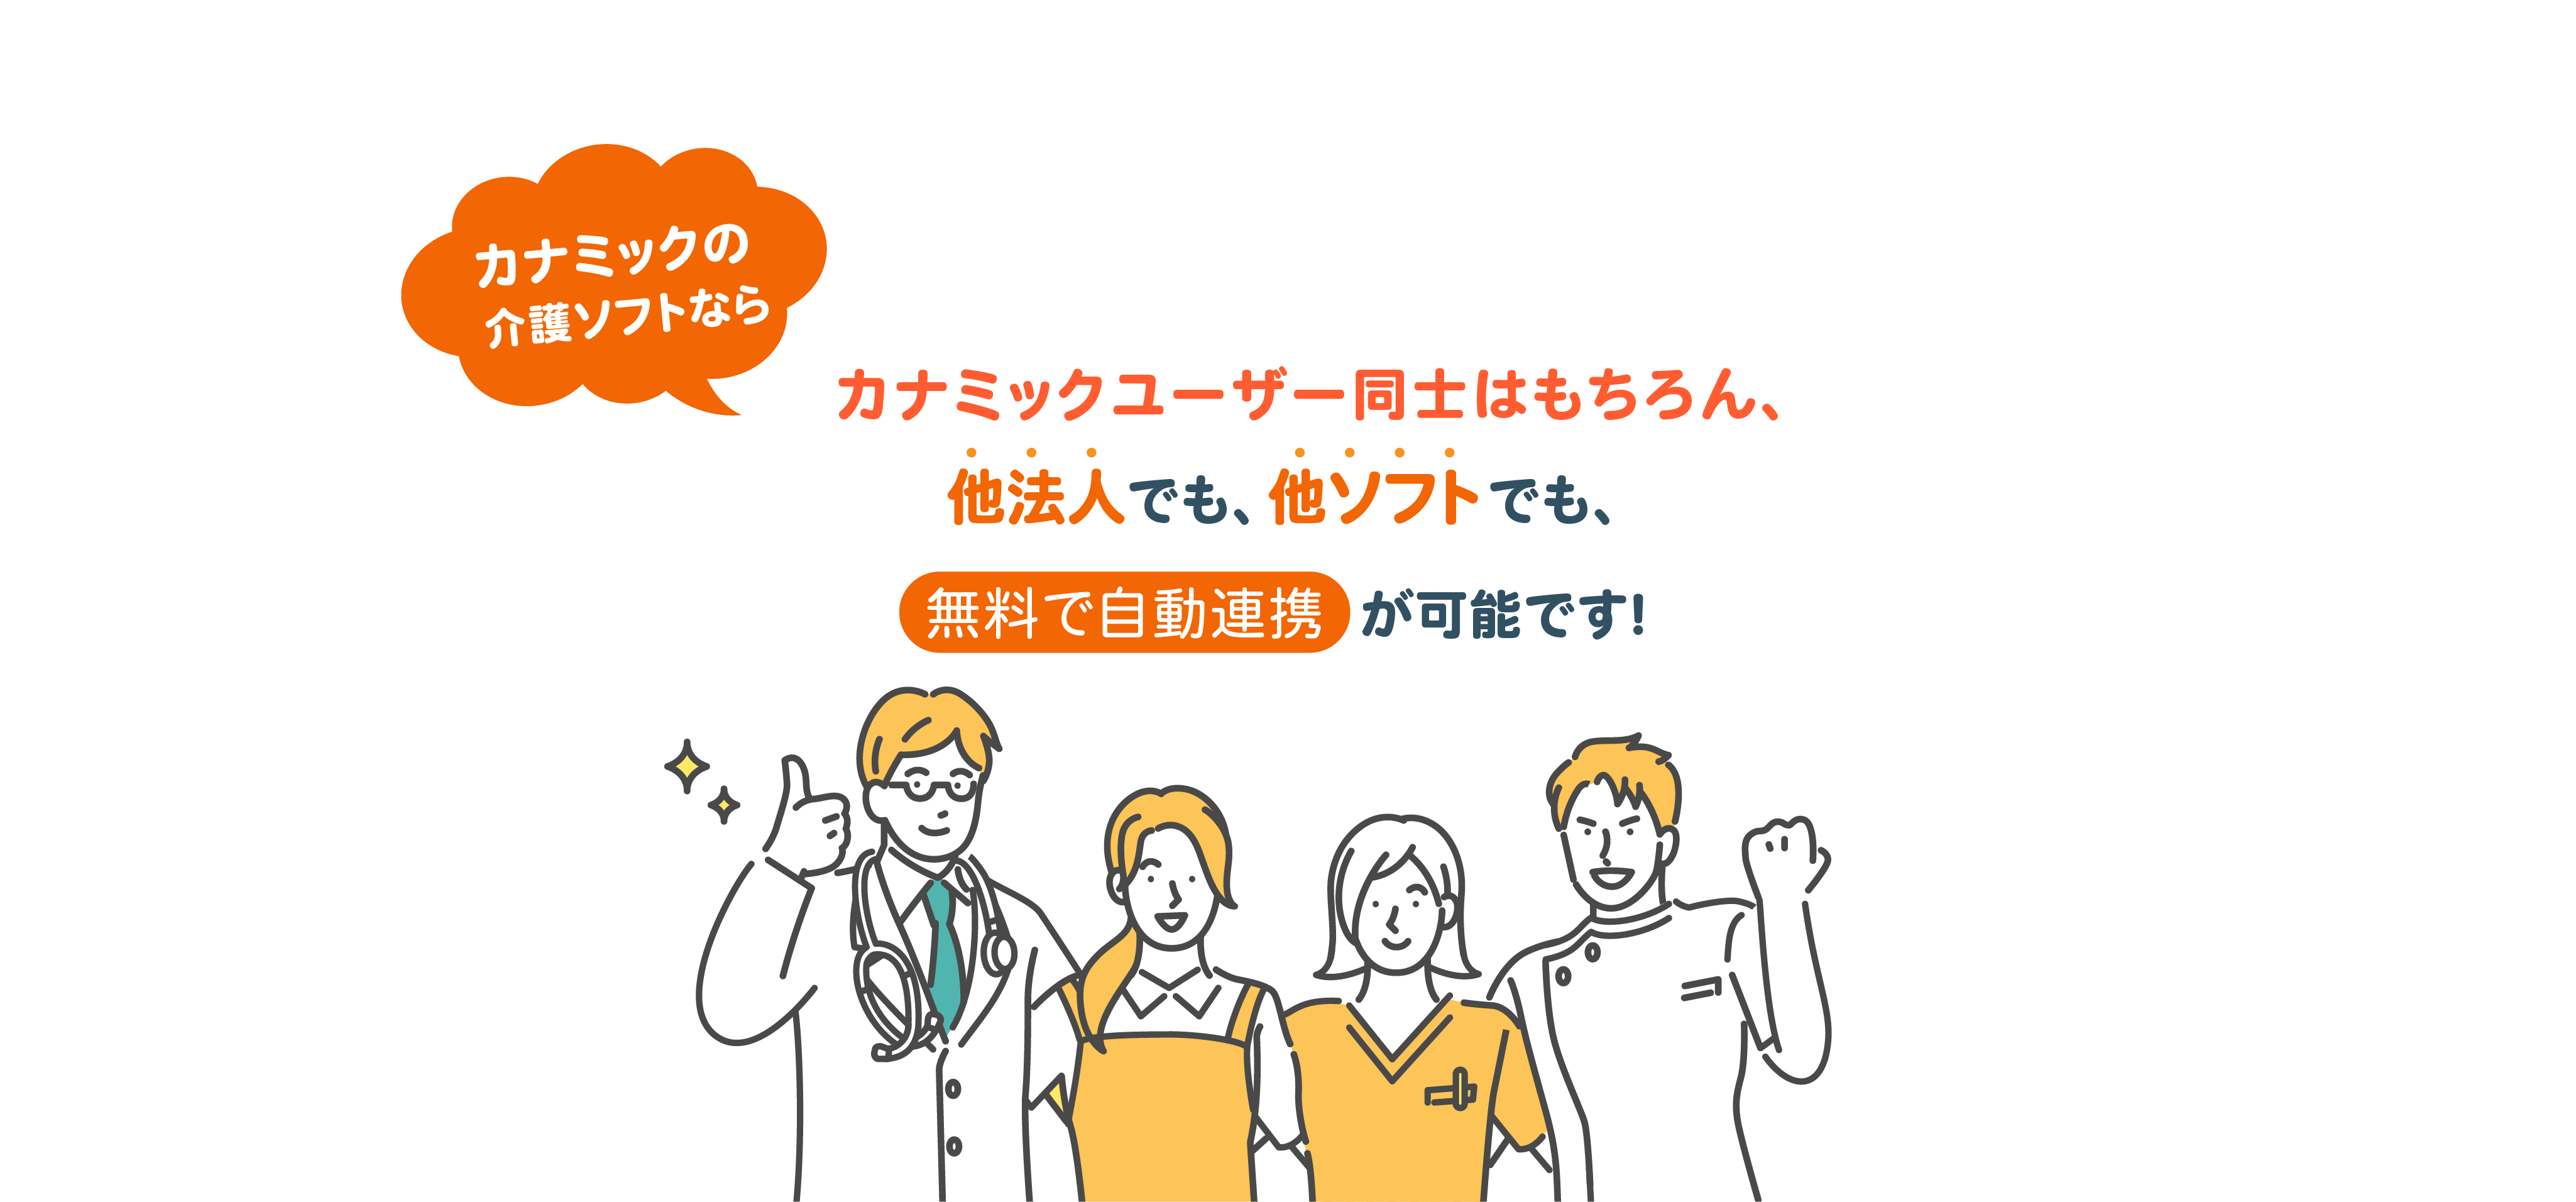 カナミックの
介護ソフトなら
カナミックユーザー同士はもちろん、
他法人でも、他ソフトでも、
無料で自動連携が可能です!